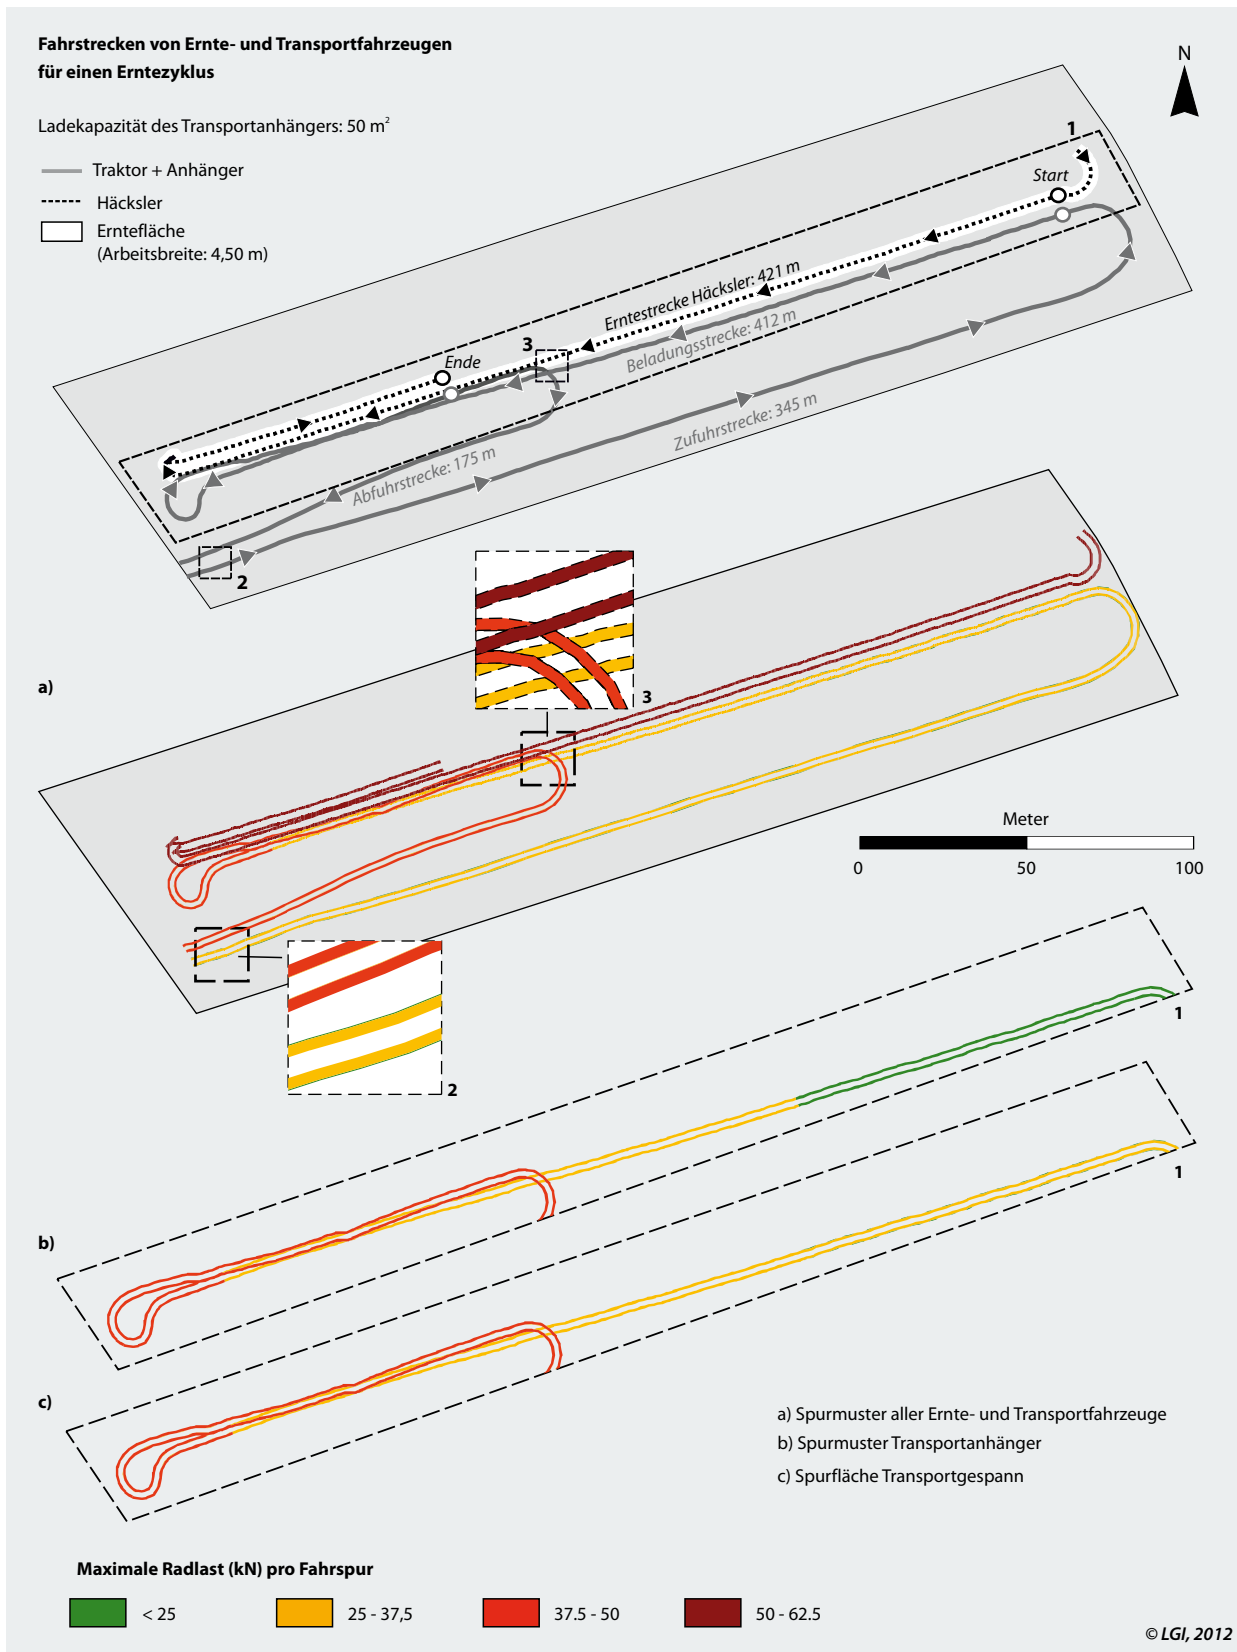 Fahrstrecken von Ernte- und Transportfahrzeugen
für einen Erntezyklus
Ladekapazität des Transportanhängers: 50 m²
Traktor + Anhänger
Häcksler
Erntefläche
(Arbeitsbreite: 4,50 m)
N
1
Start
Erntestrecke Häcksler: 421 m
Beladungsstrecke: 412 m
3
Ende
Zufuhrstrecke: 345 m
Abfuhrstrecke: 175 m
2
a)
3
Meter
0 50 100
2
1
b)
1
c)
a) Spurmuster aller Ernte- und Transportfahrzeuge
b) Spurmuster Transportanhänger
c) Spurfläche Transportgespann
Maximale Radlast (kN) pro Fahrspur
< 25 25 - 37,5 37.5 - 50 50 - 62.5
© LGI, 2012